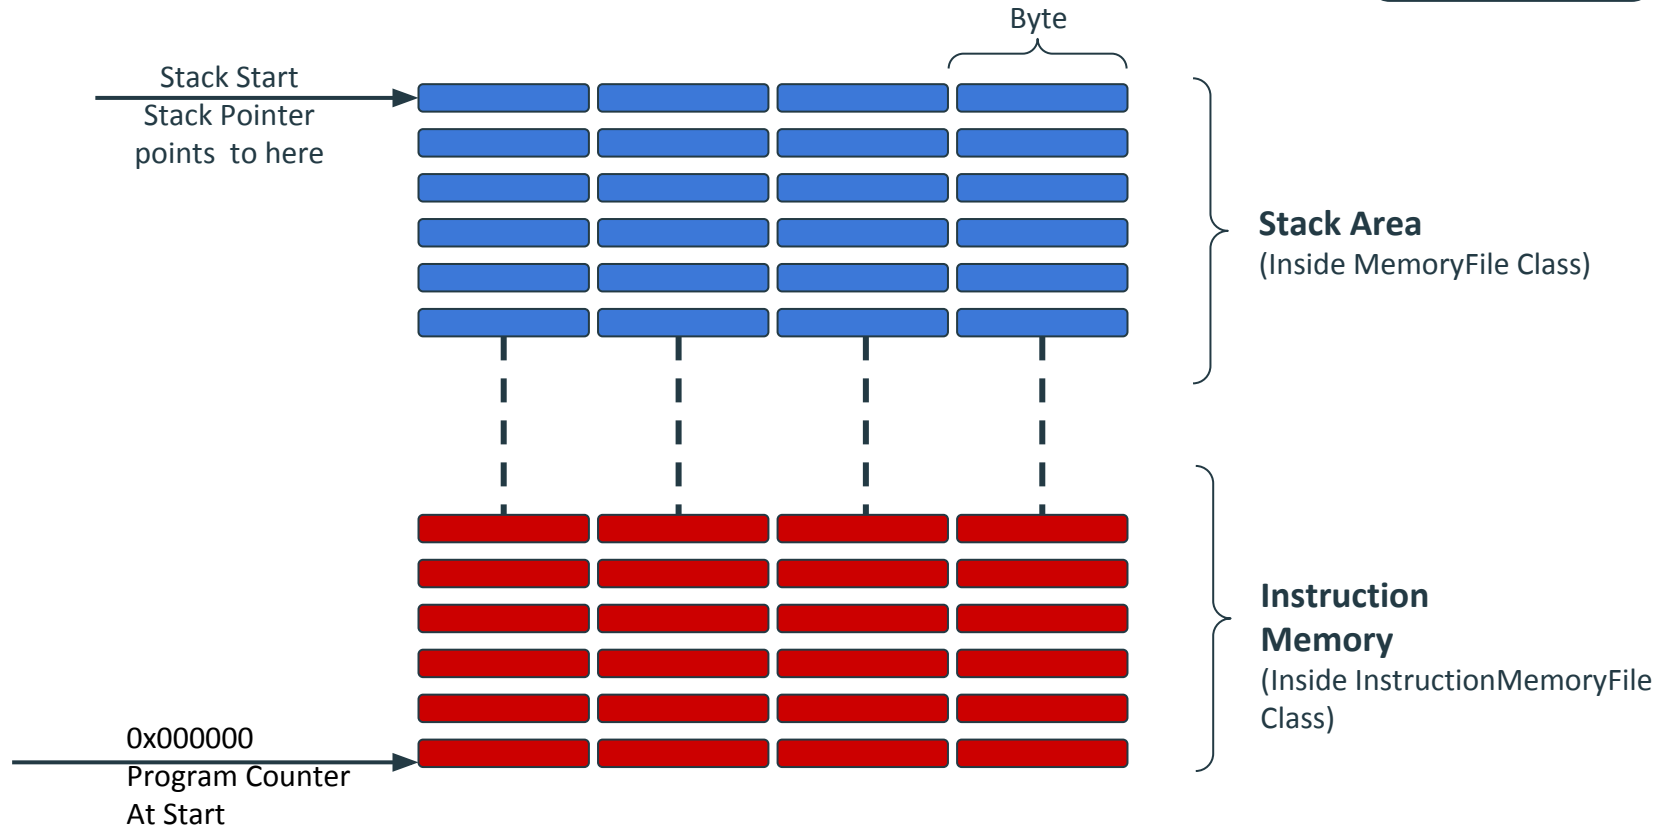 Byte
Stack Start
Stack Pointer
points to here
Stack Area
(Inside MemoryFile Class)
Instruction
Memory
(Inside InstructionMemoryFile
Class)
0x000000
Program Counter
At Start